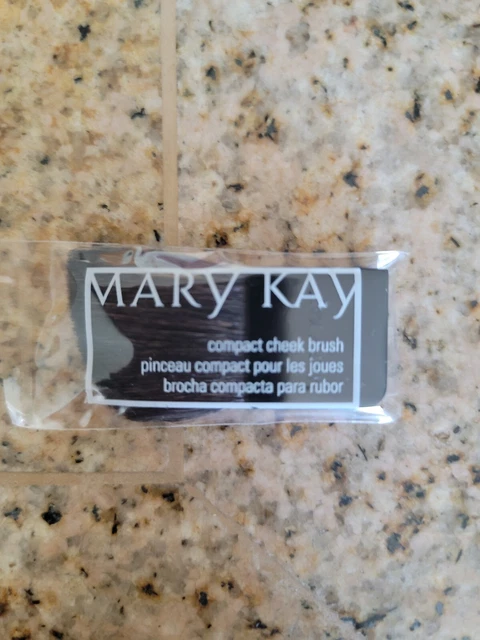 MARY KAY
compact cheek brush
pinceau compact pour les joues
brocha compacta para rubor